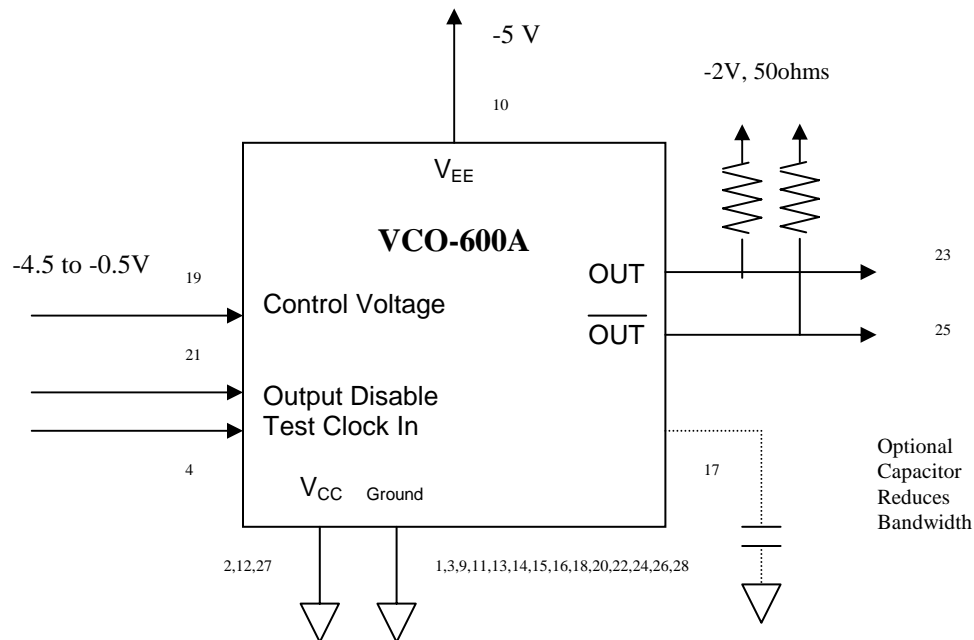 -5 V
-2V, 50ohms
10
VEE
VCO-600A
-4.5 to -0.5V
19
OUT
23
Control Voltage
OUT
25
21
Output Disable
Test Clock In
4
17
Optional
Capacitor
Reduces
Bandwidth
VCC
Ground
2,12,27
1,3,9,11,13,14,15,16,18,20,22,24,26,28